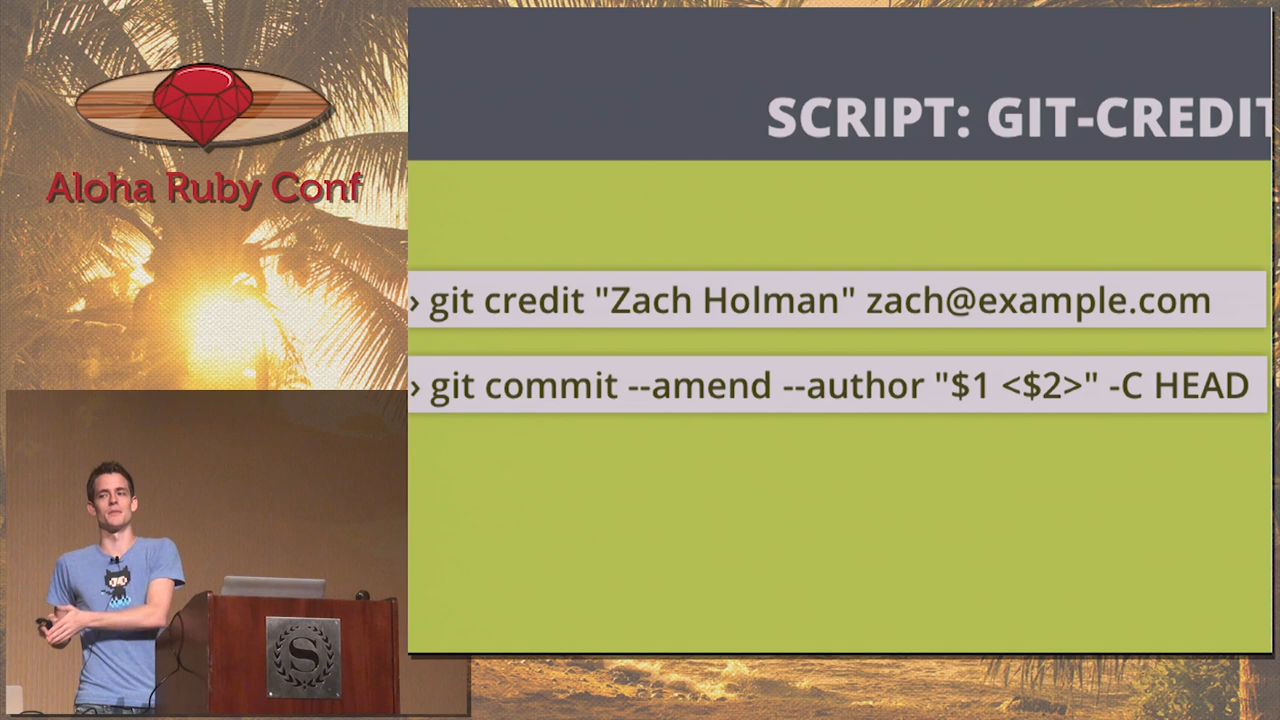 Aloha Ruby Conf
SCRIPT: GIT-CREDIT
› git credit "Zach Holman" zach@example.com
› git commit --amend --author "$1 <$2>" -C HEAD
S